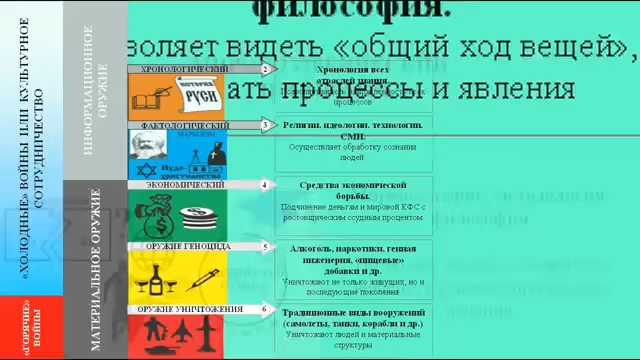 философия.
воляет видеть «общий ход вещей»,
ать процессы и явления
«ХОЛОДНЫЕ» ВОЙНЫ ИЛИ КУЛЬТУРНОЕ
СОТРУДНИЧЕСТВО
«ГОРЯЧИЕ»
ВОЙНЫ
ИНФОРМАЦИОННОЕ
ОРУЖИЕ
МАТЕРИАЛЬНОЕ ОРУЖИЕ
ХРОНОЛОГИЧЕСКИЙ 2
ИСТОРИЯ
РУСИ
Хронология всех
отраслей знания.
процессов
ФАКТОЛОГИЧЕСКИЙ 3
МАРКСИЗМ
Иудо-
христианство
Религии, идеологии, технологии,
СМИ.
Осуществляет обработку сознания
людей
ЭКОНОМИЧЕСКИЙ 4
Средства экономической
борьбы.
Подчинение деньгам и мировой КФС с
ростовщическим ссудным процентом
ОРУЖИЕ ГЕНОЦИДА 5
Алкоголь, наркотики, генная
инженерия, «пищевые»
добавки и др.
Уничтожают не только живущих, но и
последующие поколения
ОРУЖИЕ УНИЧТОЖЕНИЯ 6
Традиционные виды вооружений
(самолеты, танки, корабли и др.)
Уничтожают людей и материальные
структуры